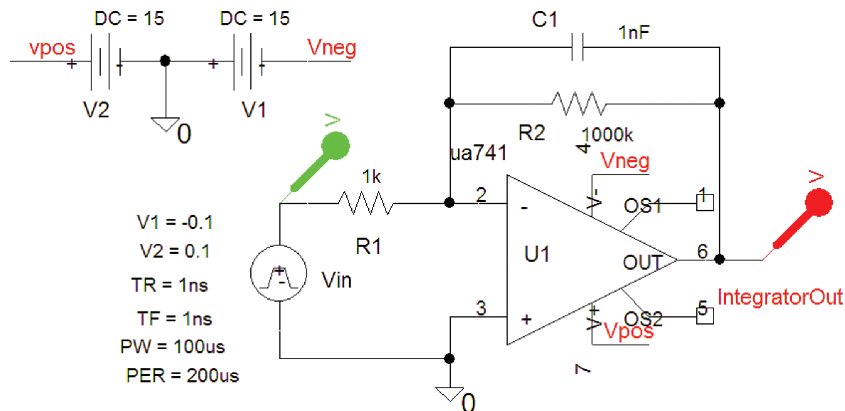 DC = 15
DC = 15
vpos
+
-
+
-
Vneg
V2
V1
0
C1
1nF
R2
1000k
V
1k
R1
ua741
4
Vneg
V-
2
-
OS1
1
U1
OUT
6
V
IntegratorOut
3
+
V+
OS2
5
Vpos
7
V1 = -0.1
V2 = 0.1
TR = 1ns
TF = 1ns
PW = 100us
PER = 200us
+
-
Vin
0